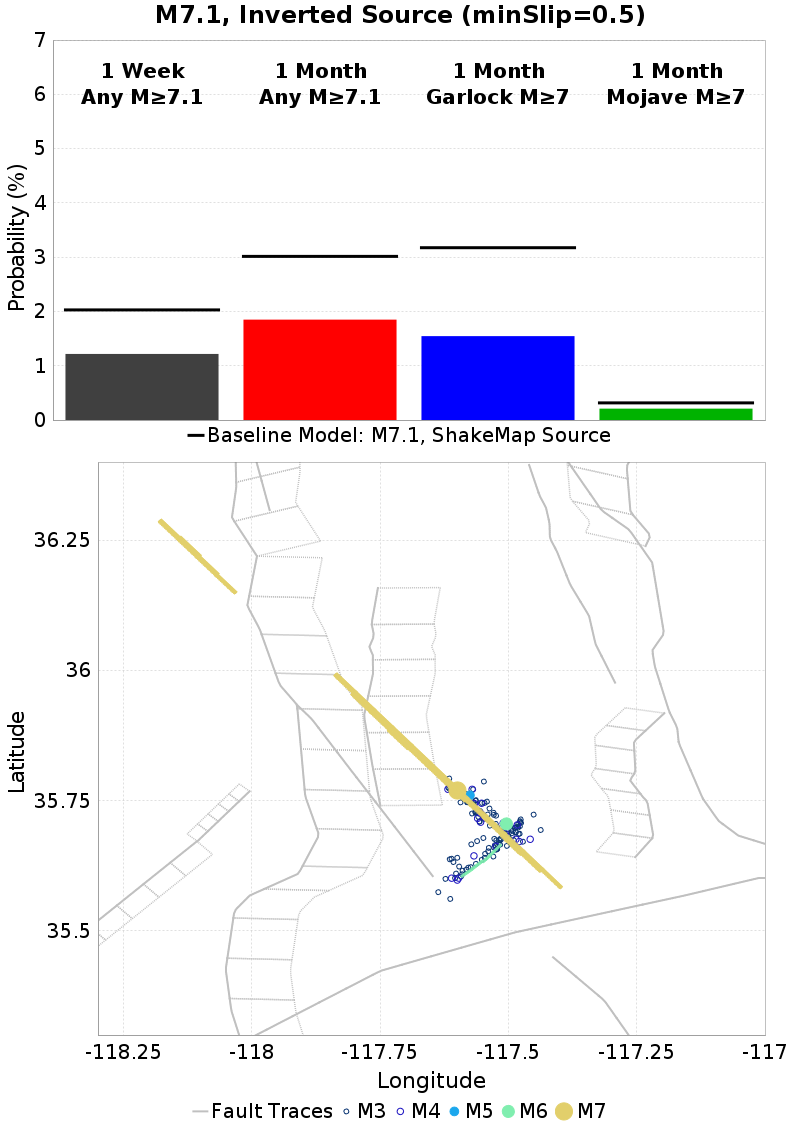 M7.1, Inverted Source (minSlip=0.5)
7
6
5
4
3
2
1
0
Probability (%)
1 Week
Any M≥7.1
1 Month
Any M≥7.1
1 Month
Garlock M≥7
1 Month
Mojave M≥7
Baseline Model: M7.1, ShakeMap Source
36.25
36
35.75
35.5
Latitude
-118.25
-118
-117.75
-117.5
-117.25
-117
Longitude
Fault Traces
M3
M4
M5
M6
M7